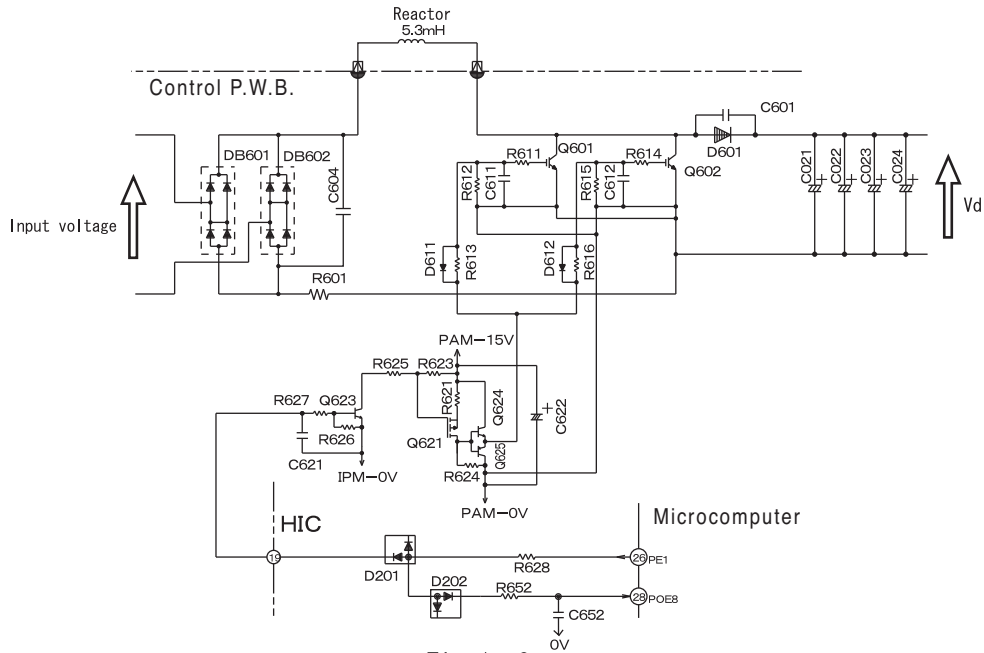 Reactor
5.3mH
Control P.W.B.
C601
D601
DB601
DB602
C604
R611
Q601
R612
C611
R614
Q602
R615
C612
C021
C022
C023
C024
Input voltage
Vd
D611
R613
D612
R616
R601
PAM-15V
R625
R623
R621
Q624
C622
R627
Q623
R626
Q621
Q625
C621
R624
IPM-0V
PAM-0V
HIC
Microcomputer
19
26 PE1
D201
R628
D202
R652
28 POE8
C652
0V